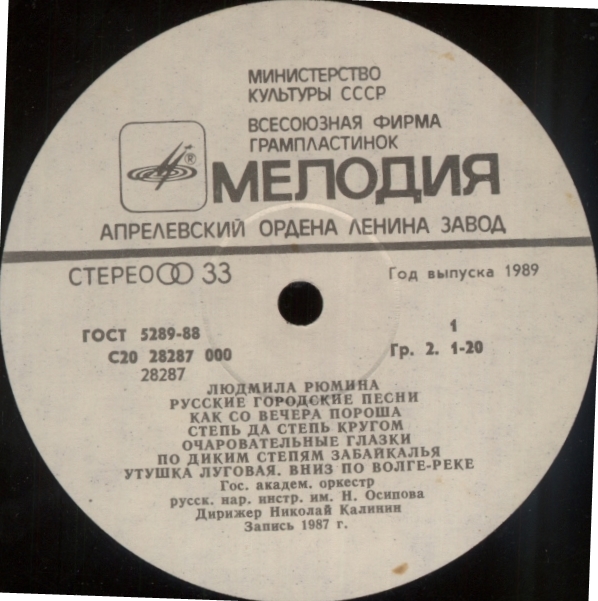 МИНИСТЕРСТВО
КУЛЬТУРЫ СССР
ВСЕСОЮЗНАЯ ФИРМА
ГРАМПЛАСТИНОК
®
МЕЛОДИЯ
АПРЕЛЕВСКИЙ ОРДЕНА ЛЕНИНА ЗАВОД
СТЕРЕО 33
Год выпуска 1989
ГОСТ 5289-88
1
С20 28287 000
Гр. 2. 1-20
28287
ЛЮДМИЛА РЮМИНА
РУССКИЕ ГОРОДСКИЕ ПЕСНИ
КАК СО ВЕЧЕРА ПОРОША
СТЕПЬ ДА СТЕПЬ КРУГОМ
ОЧАРОВАТЕЛЬНЫЕ ГЛАЗКИ
ПО ДИКИМ СТЕПЯМ ЗАБАЙКАЛЬЯ
УТУШКА ЛУГОВАЯ. ВНИЗ ПО ВОЛГЕ-РЕКЕ
Гос. академ. оркестр
русск. нар. инстр. им. Н. Осипова
Дирижер Николай Калинин
Запись 1987 г.